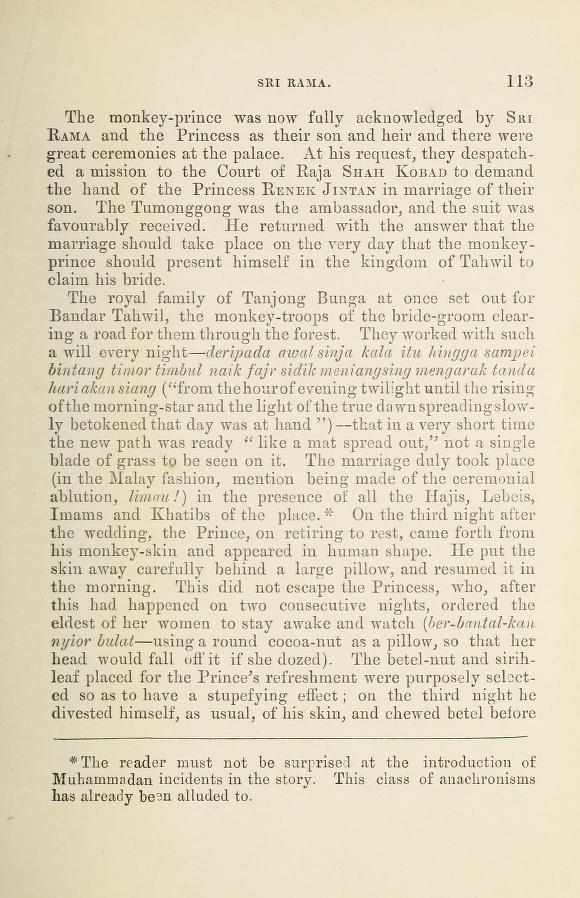 SRI RAMA. 113
The monkey-prince was now fully acknowledged by SRI
RAMA and the Princess as their son and heir and there were
great ceremonies at the palace. At his request, they despatch-
ed a mission to the Court of Raja SHAH KOBAD to demand
the hand of the Princess RENEK JINTAN in marriage of their
son. The Tumonggong was the ambassador, and the suit was
favourably received. He returned with the answer that the
marriage should take place on the very day that the monkey-
prince should present himself in the kingdom of Tahwil to
claim his bride.
The royal family of Tanjong Bunga at once set out for
Bandar Tahwil, the monkey-troops of the bride-groom clear-
ing a road for them through the forest. They worked with such
a will every night—deripada awal sinja kala itu hingga sampei
bintang timor timbul naik fajr sidik meniangsing mengarak tanda
hari akan siang ("from the hour of evening twilight until the rising
of the morning-star and the light of the true dawn spreading slow-
ly betokened that day was at hand")—that in a very short time
the new path was ready "like a mat spread out," not a single
blade of grass to be seen on it. The marriage duly took place
(in the Malay fashion, mention being made of the ceremonial
ablution, limau!) in the presence of all the Hajis, Lebeis,
Imams and Khatibs of the place.* On the third night after
the wedding, the Prince, on retiring to rest, came forth from
his monkey-skin and appeared in human shape. He put the
skin away carefully behind a large pillow, and resumed it in
the morning. This did not escape the Princess, who, after
this had happened on two consecutive nights, ordered the
eldest of her women to stay awake and watch (ber-bantal-kan
nyior bulat—using a round cocoa-nut as a pillow, so that her
head would fall off it if she dozed). The betel-nut and sirih-
leaf placed for the Prince's refreshment were purposely select-
ed so as to have a stupefying effect; on the third night he
divested himself, as usual, of his skin, and chewed betel before
* The reader must not be surprised at the introduction of
Muhammadan incidents in the story. This class of anachronisms
has already been alluded to.